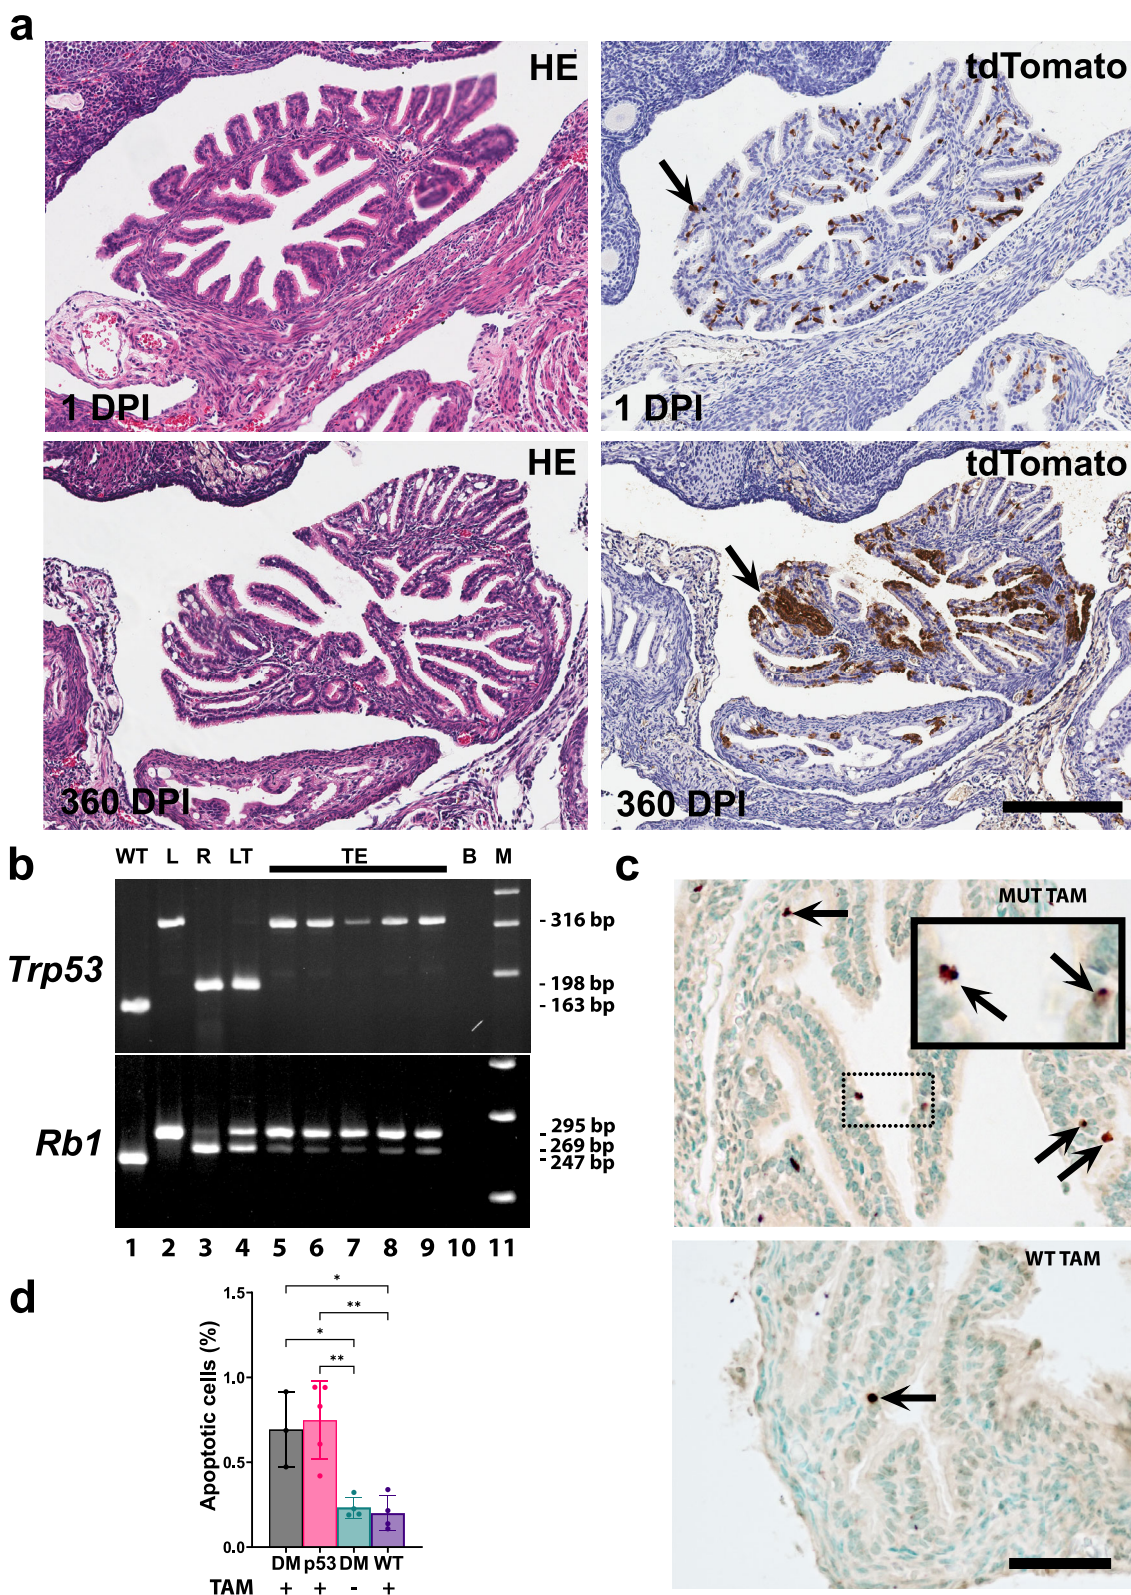 a
HE
tdTomato
1 DPI
1 DPI
HE
tdTomato
360 DPI
360 DPI
b
WT L R LT TE B M
Trp53
- 316 bp
- 198 bp
- 163 bp
Rb1
295 bp
269 bp
247 bp
1 2 3 4 5 6 7 8 9 10 11
c
MUT TAM
WT TAM
d
Apoptotic cells (%)
1.5
1.0
0.5
0.0
*
**
*
**
DM p53 DM WT
TAM + + - +